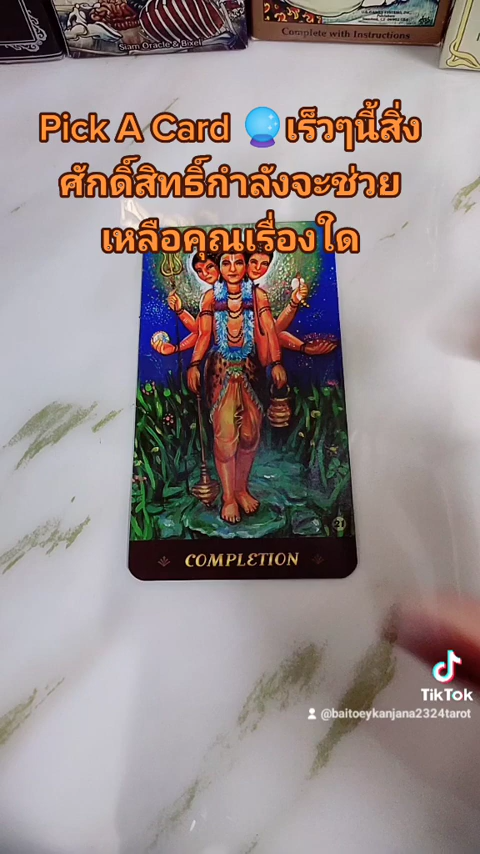 Siam Oracle & Bixel
Complete with Instructions
Pick A Card 🔮เร็วๆนี้สิ่ง
ศักดิ์สิทธิ์กำลังจะช่วย
เหลือคุณเรื่องใด
21
COMPLETION
TikTok
@baitoeykanjana2324tarot